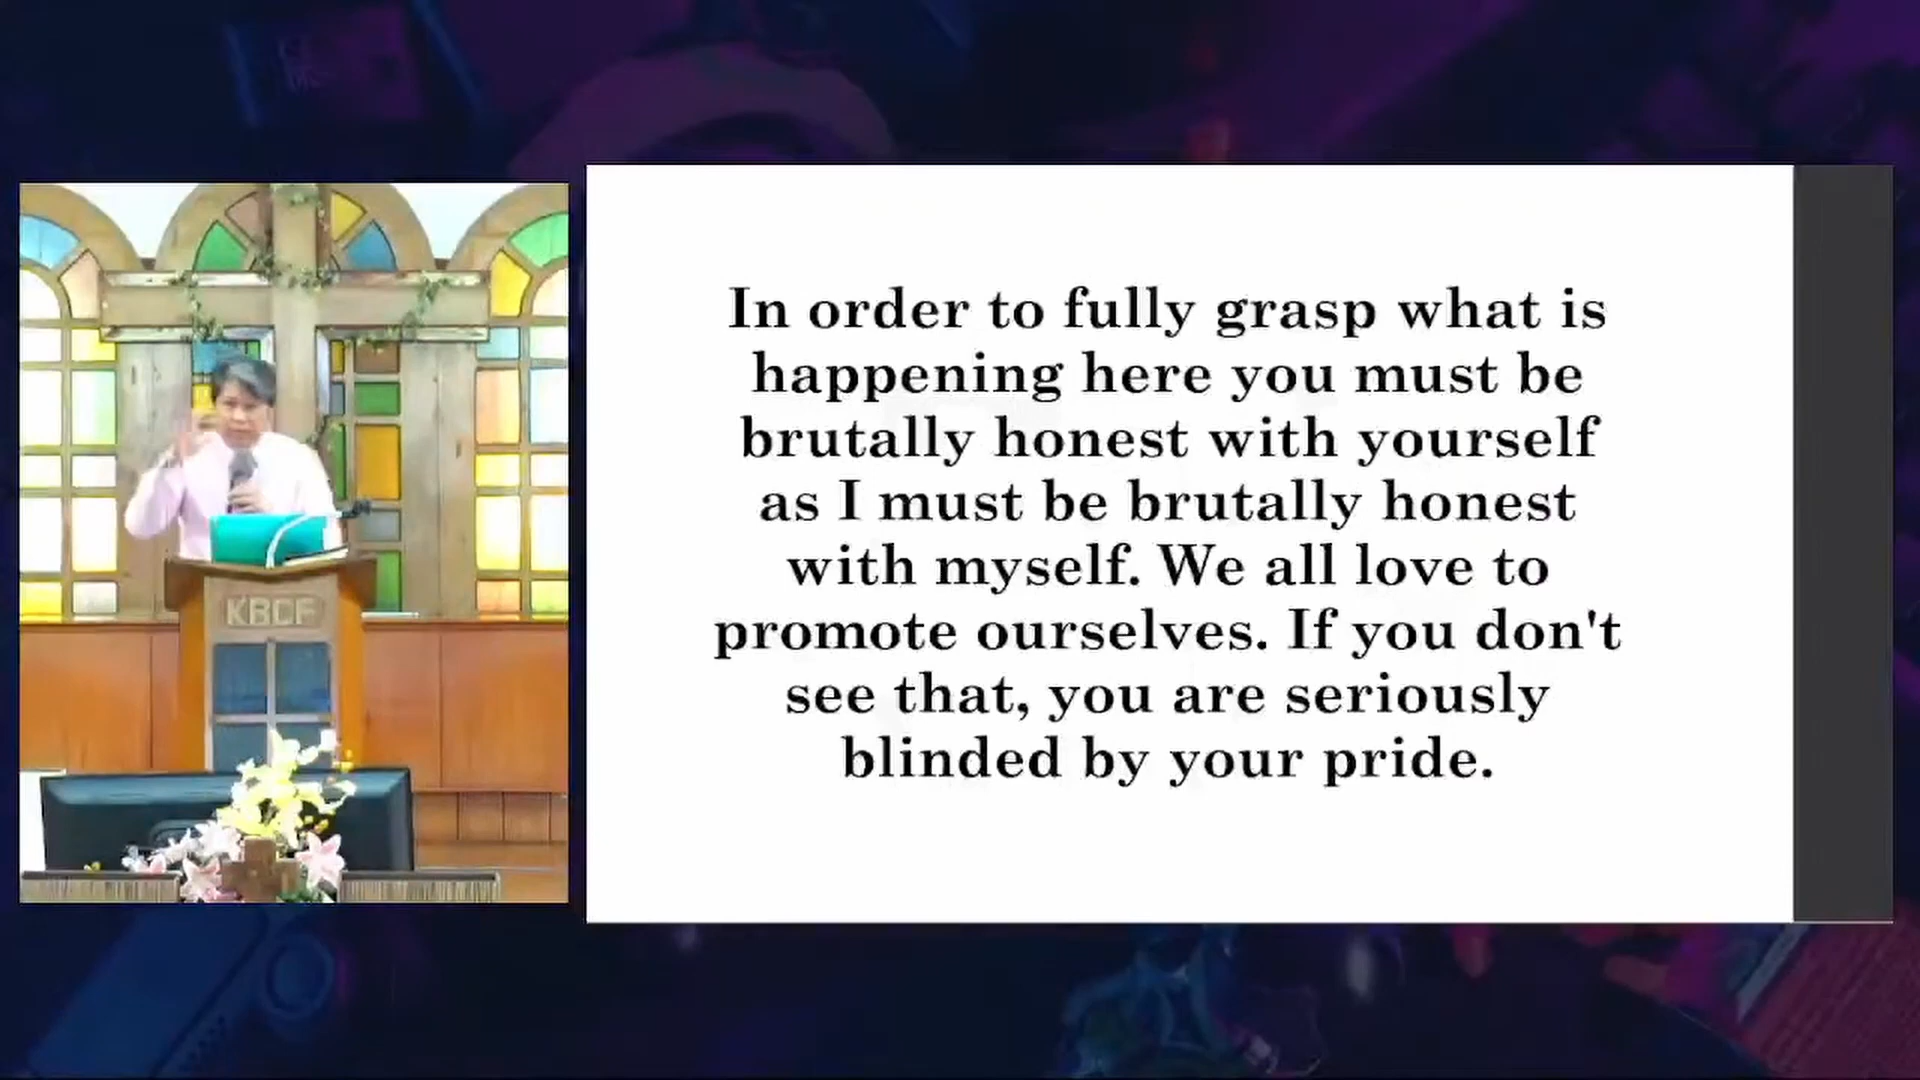 KBCF
In order to fully grasp what is
happening here you must be
brutally honest with yourself
as I must be brutally honest
with myself. We all love to
promote ourselves. If you don't
see that, you are seriously
blinded by your pride.